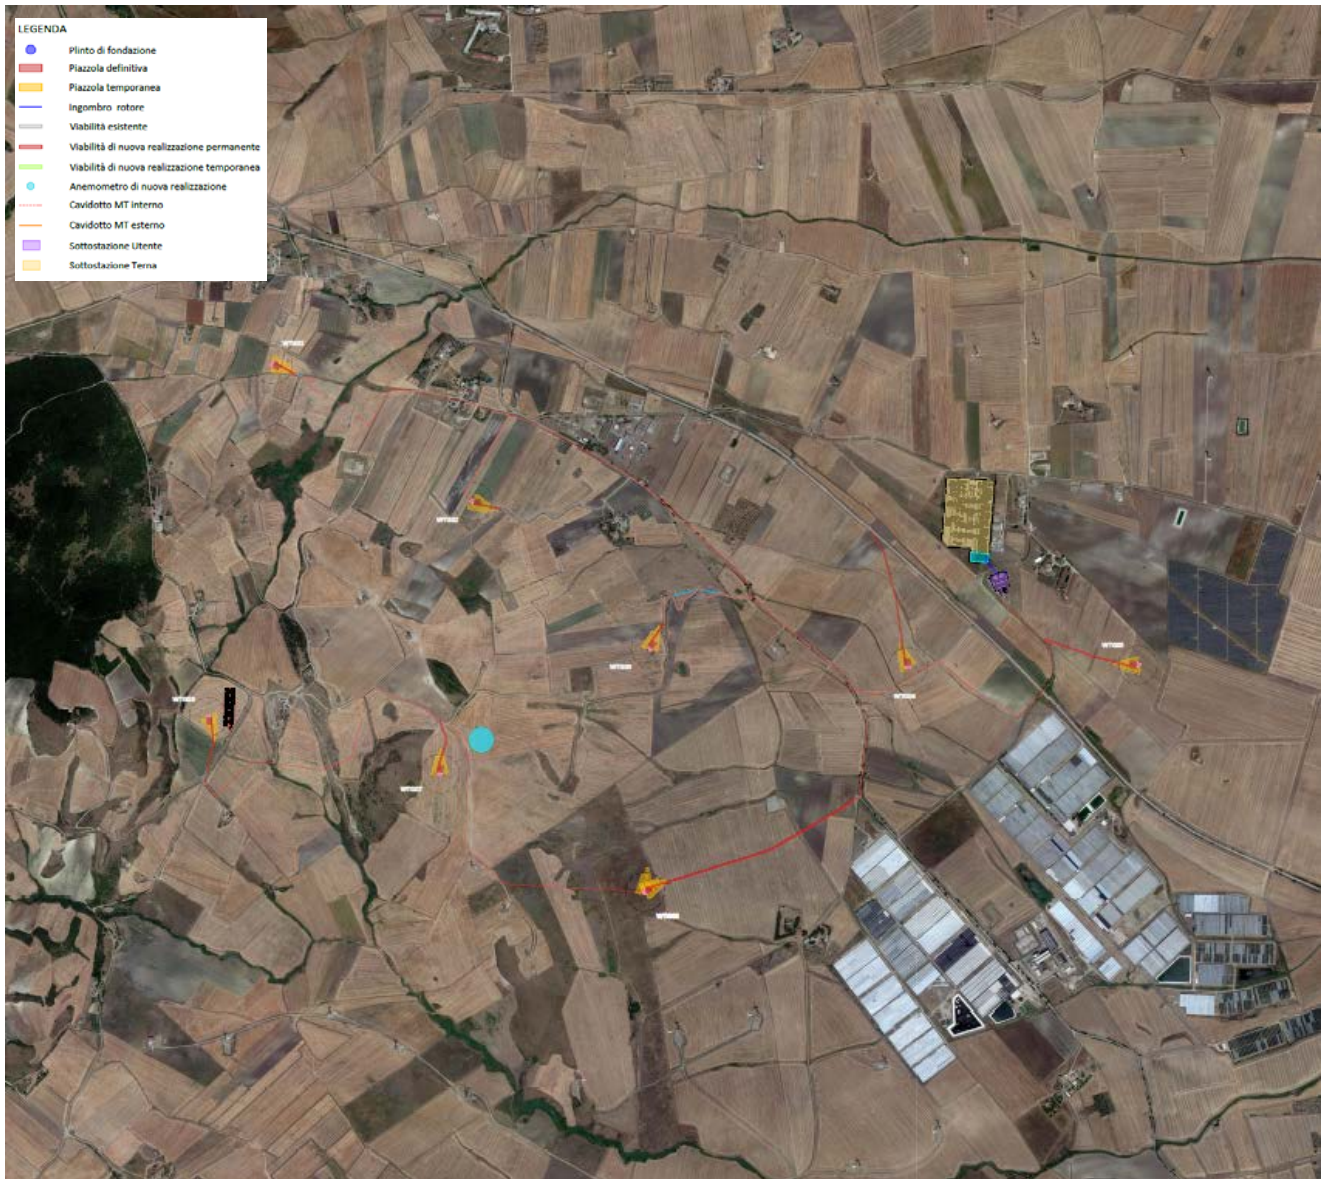 LEGENDA
Plinto di fondazione
Piazzola definitiva
Piazzola temporanea
Ingombro rotore
Viabilità esistente
Viabilità di nuova realizzazione permanente
Viabilità di nuova realizzazione temporanea
Anemometro di nuova realizzazione
Cavidotto MT interno
Cavidotto MT esterno
Sottostazione Utente
Sottostazione Terna